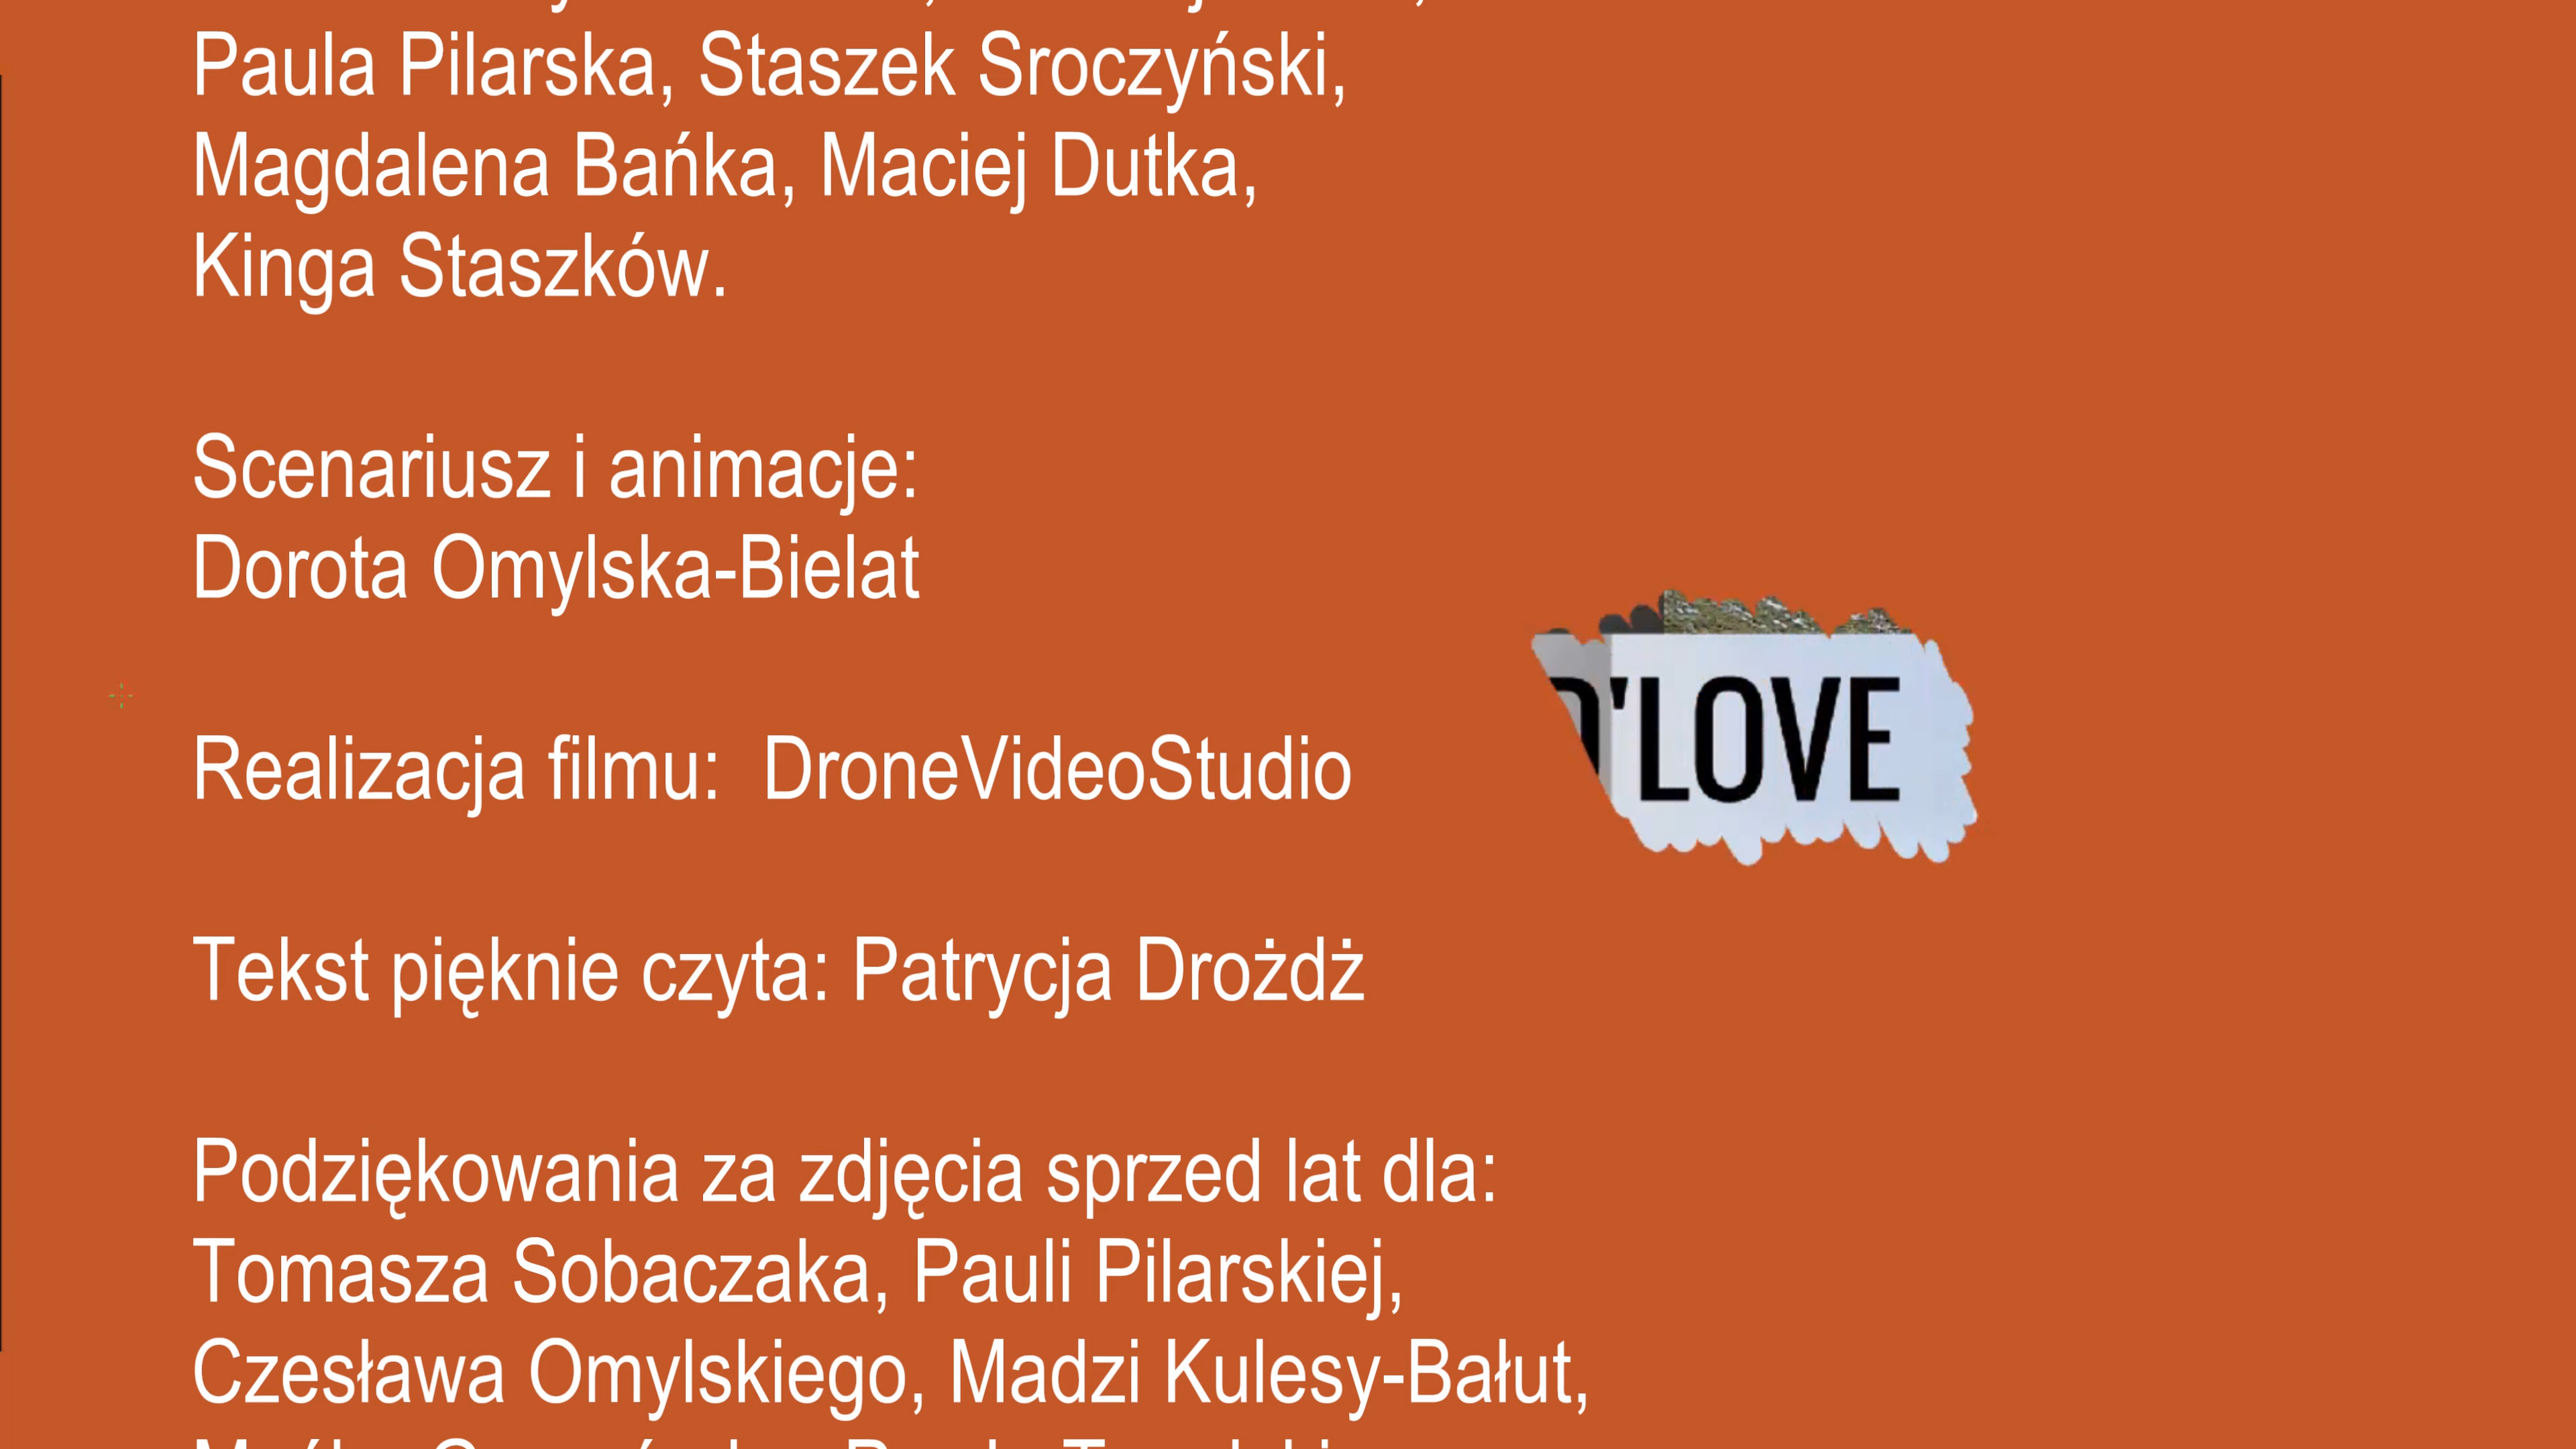 Paula Pilarska, Staszek Sroczyński,
Magdalena Bańka, Maciej Dutka,
Kinga Staszków.
Scenariusz i animacje:
Dorota Omylska-Bielat
'LOVE
Realizacja filmu: DroneVideoStudio
Tekst pięknie czyta: Patrycja Drożdż
Podziękowania za zdjęcia sprzed lat dla:
Tomasza Sobaczaka, Pauli Pilarskiej,
Czesława Omylskiego, Madzi Kulesy-Bałut,